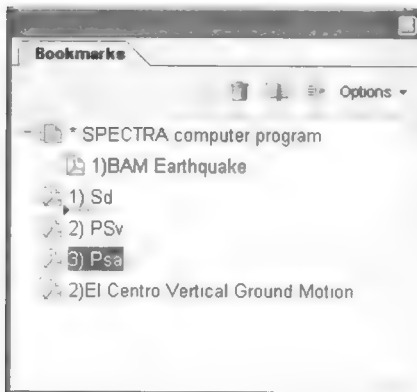 Bookmarks
Options
* SPECTRA computer program
1)BAM Earthquake
1) Sd
2) PSv
3) Psa
2)El Centro Vertical Ground Motion